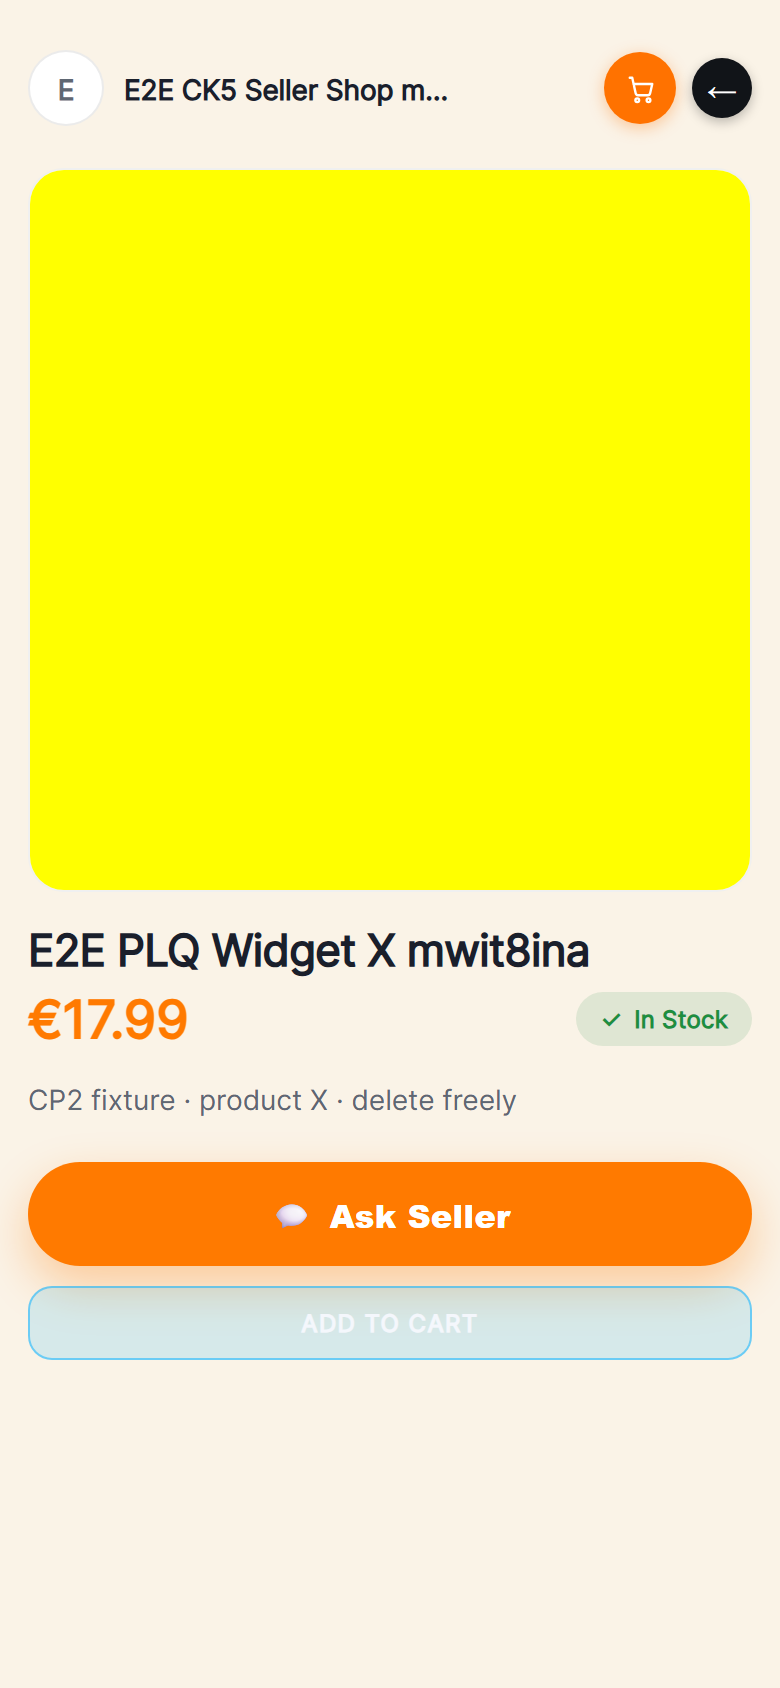 E
E2E CK5 Seller Shop m...
E2E PLQ Widget X mwit8ina
€17.99
In Stock
CP2 fixture · product X · delete freely
Ask Seller
ADD TO CART